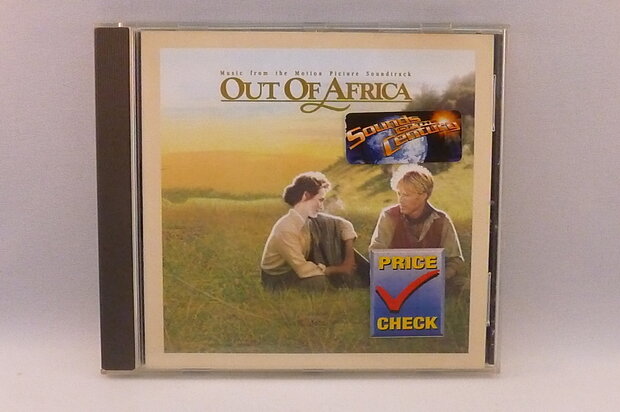 Music from the Motion Picture Soundtrack
OUT OF AFRICA
Sounds
of the
Century
PRICE
CHECK